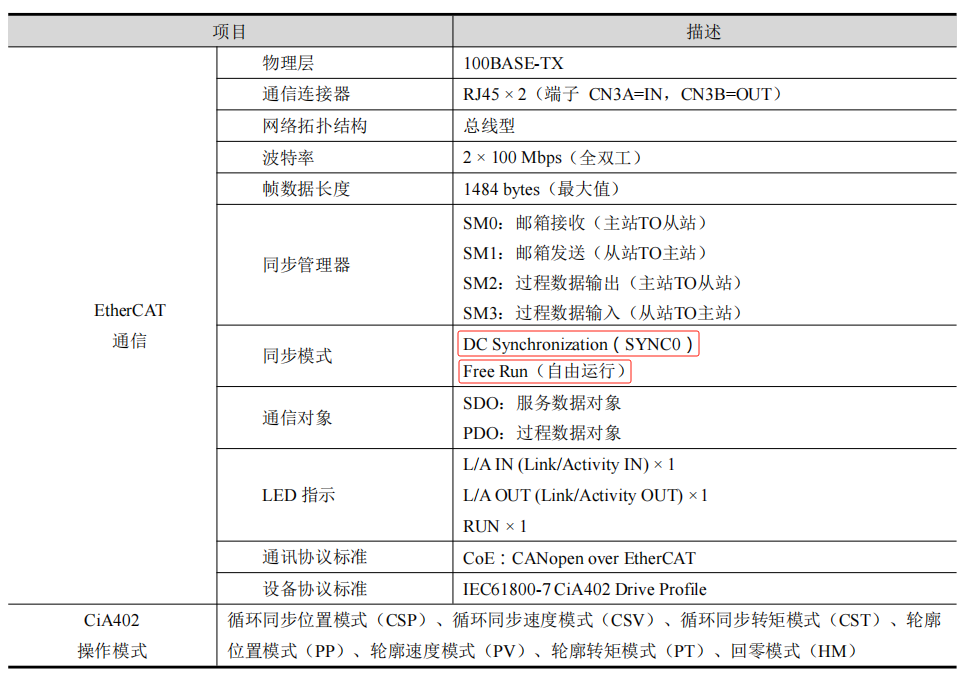 项目 描述
EtherCAT
通信
物理层 100BASE-TX
通信连接器 RJ45 × 2（端子 CN3A=IN，CN3B=OUT）
网络拓扑结构 总线型
波特率 2 × 100 Mbps（全双工）
帧数据长度 1484 bytes（最大值）
同步管理器
SM0：邮箱接收（主站TO从站）
SM1：邮箱发送（从站TO主站）
SM2：过程数据输出（主站TO从站）
SM3：过程数据输入（从站TO主站）
同步模式
DC Synchronization（SYNC0）
Free Run（自由运行）
通信对象
SDO：服务数据对象
PDO：过程数据对象
LED 指示
L/A IN (Link/Activity IN) × 1
L/A OUT (Link/Activity OUT) ×1
RUN × 1
通讯协议标准 CoE：CANopen over EtherCAT
设备协议标准 IEC61800-7 CiA402 Drive Profile
CiA402
操作模式
循环同步位置模式（CSP）、循环同步速度模式（CSV）、循环同步转矩模式（CST）、轮廓
位置模式（PP）、轮廓速度模式（PV）、轮廓转矩模式（PT）、回零模式（HM）